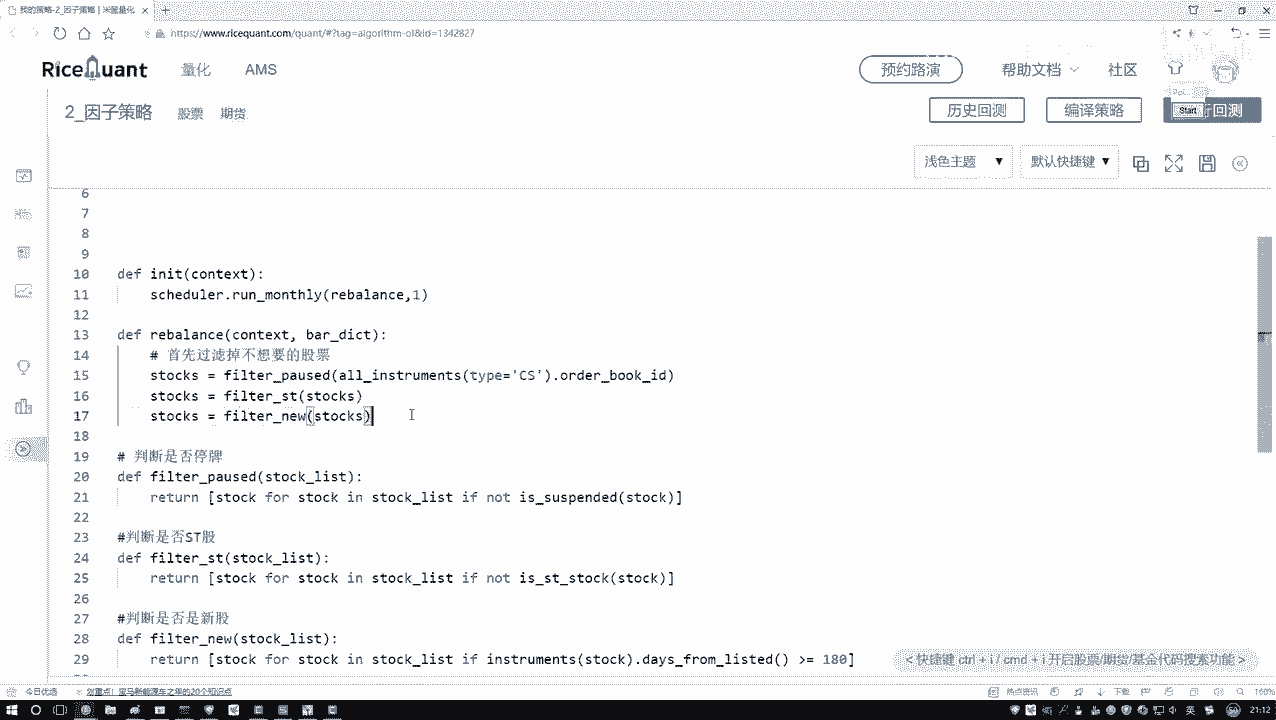 我的策略-2_因子策略 | 米筐量化
https://www.ricequant.com/quant/#?tag=algorithm-ol&id=1342827
RiceQuant 量化 AMS 预约路演 帮助文档 社区
2_因子策略 股票 期货 历史回测 编译策略 Start 回测
浅色主题 ▼ 默认快捷键 ▼
6
7
8
9
10 def init(context):
11 scheduler.run_monthly(rebalance,1)
12
13 def rebalance(context, bar_dict):
14 # 首先过滤掉不想要的股票
15 stocks = filter_paused(all_instruments(type='CS').order_book_id)
16 stocks = filter_st(stocks)
17 stocks = filter_new(stocks)
18
19 # 判断是否停牌
20 def filter_paused(stock_list):
21 return [stock for stock in stock_list if not is_suspended(stock)]
22
23 #判断是否ST股
24 def filter_st(stock_list):
25 return [stock for stock in stock_list if not is_st_stock(stock)]
26
27 #判断是否是新股
28 def filter_new(stock_list):
29 return [stock for stock in stock_list if instruments(stock).days_from_listed() >= 180]
< 快捷键 ctrl + i / cmd + i 开启股票/期货/基金代码搜索功能 >
今日优选 划重点！宝马新能源车之最的20个知识点 热点资讯 下载 160%
英 21:12